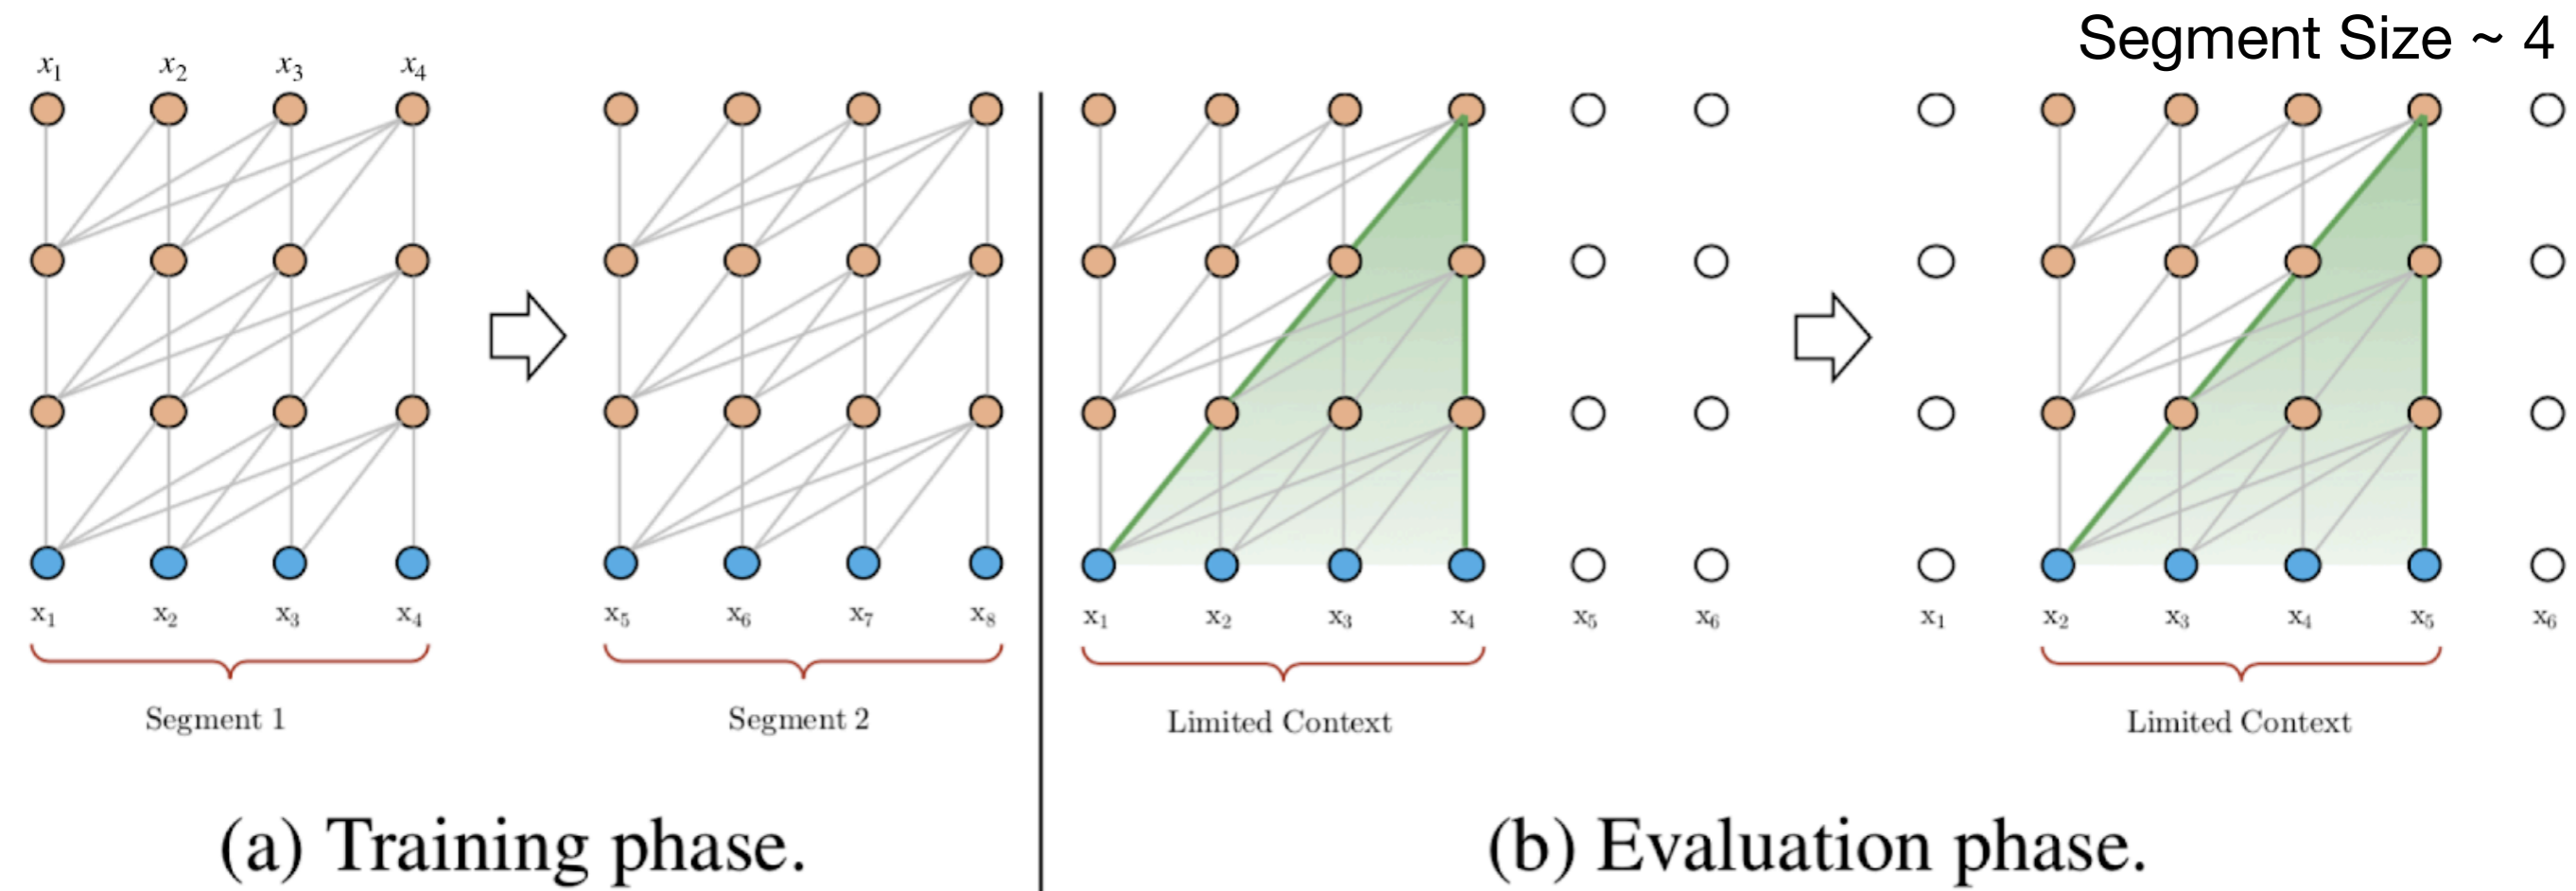 Segment Size ~ 4
x₁ x₂ x₃ x₄
x₁ x₂ x₃ x₄
Segment 1
x₅ x₆ x₇ x₈
Segment 2
(a) Training phase.
x₁ x₂ x₃ x₄ x₅ x₆
Limited Context
x₁ x₂ x₃ x₄ x₅ x₆
Limited Context
(b) Evaluation phase.